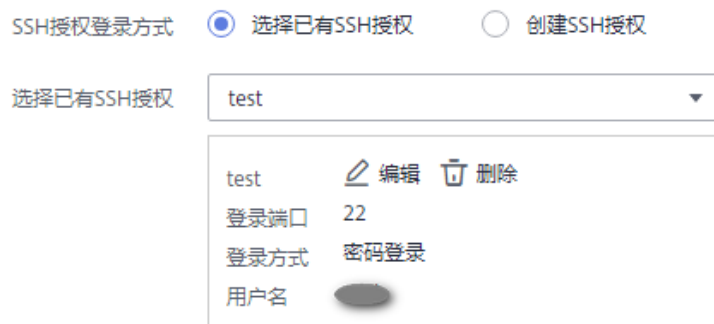 SSH授权登录方式 选择已有SSH授权 创建SSH授权
选择已有SSH授权 test
test 编辑 删除
登录端口 22
登录方式 密码登录
用户名